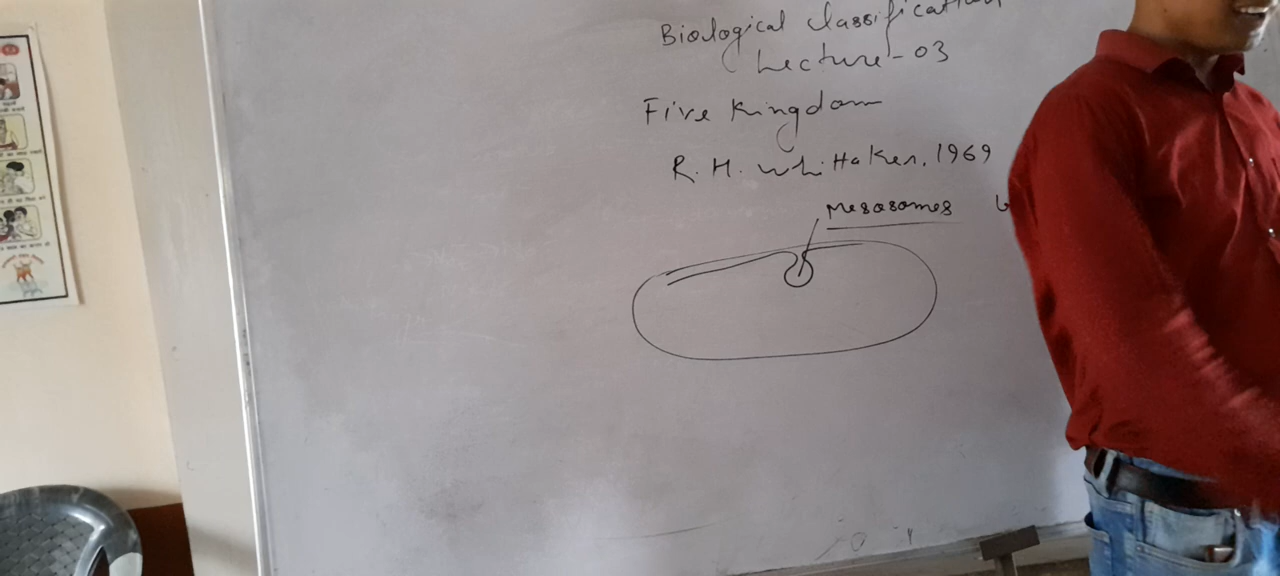 Biological classification
Lecture-03
Five Kingdom
R. H. Whittaker. 1969
Mesosomes